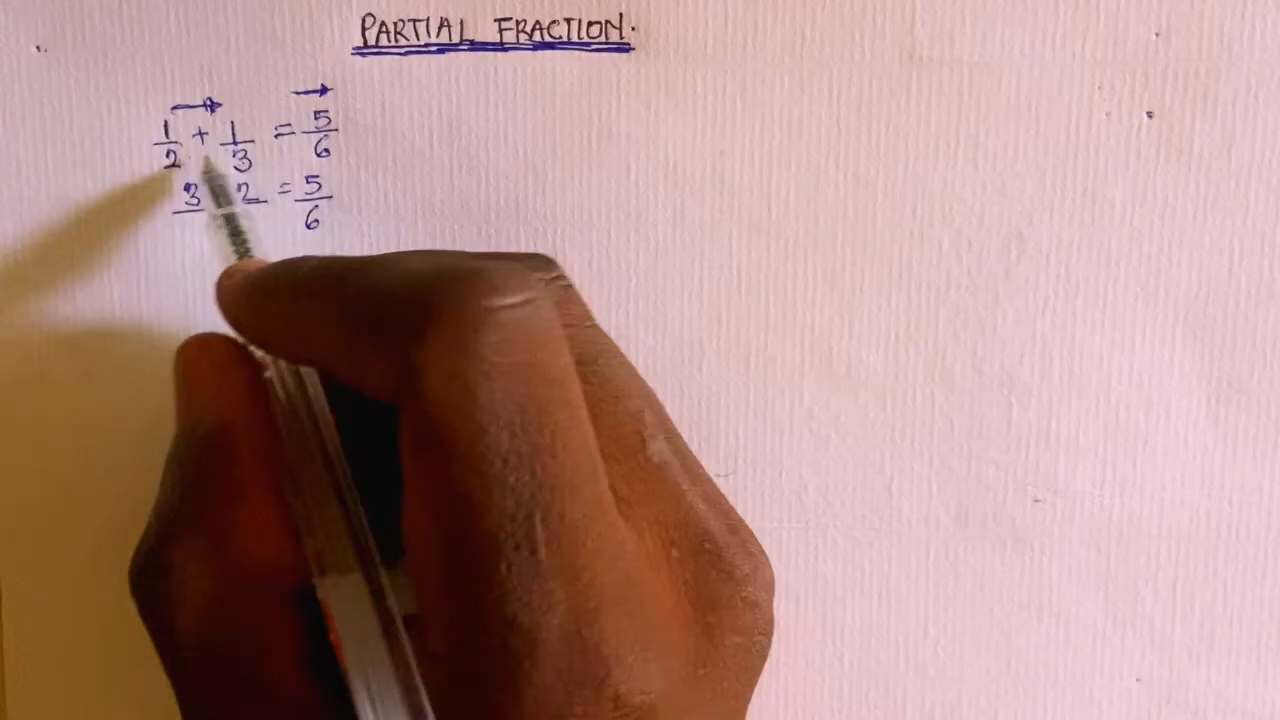 PARTIAL FRACTION.
1/2 + 1/3 = 5/6
3 2 = 5/6